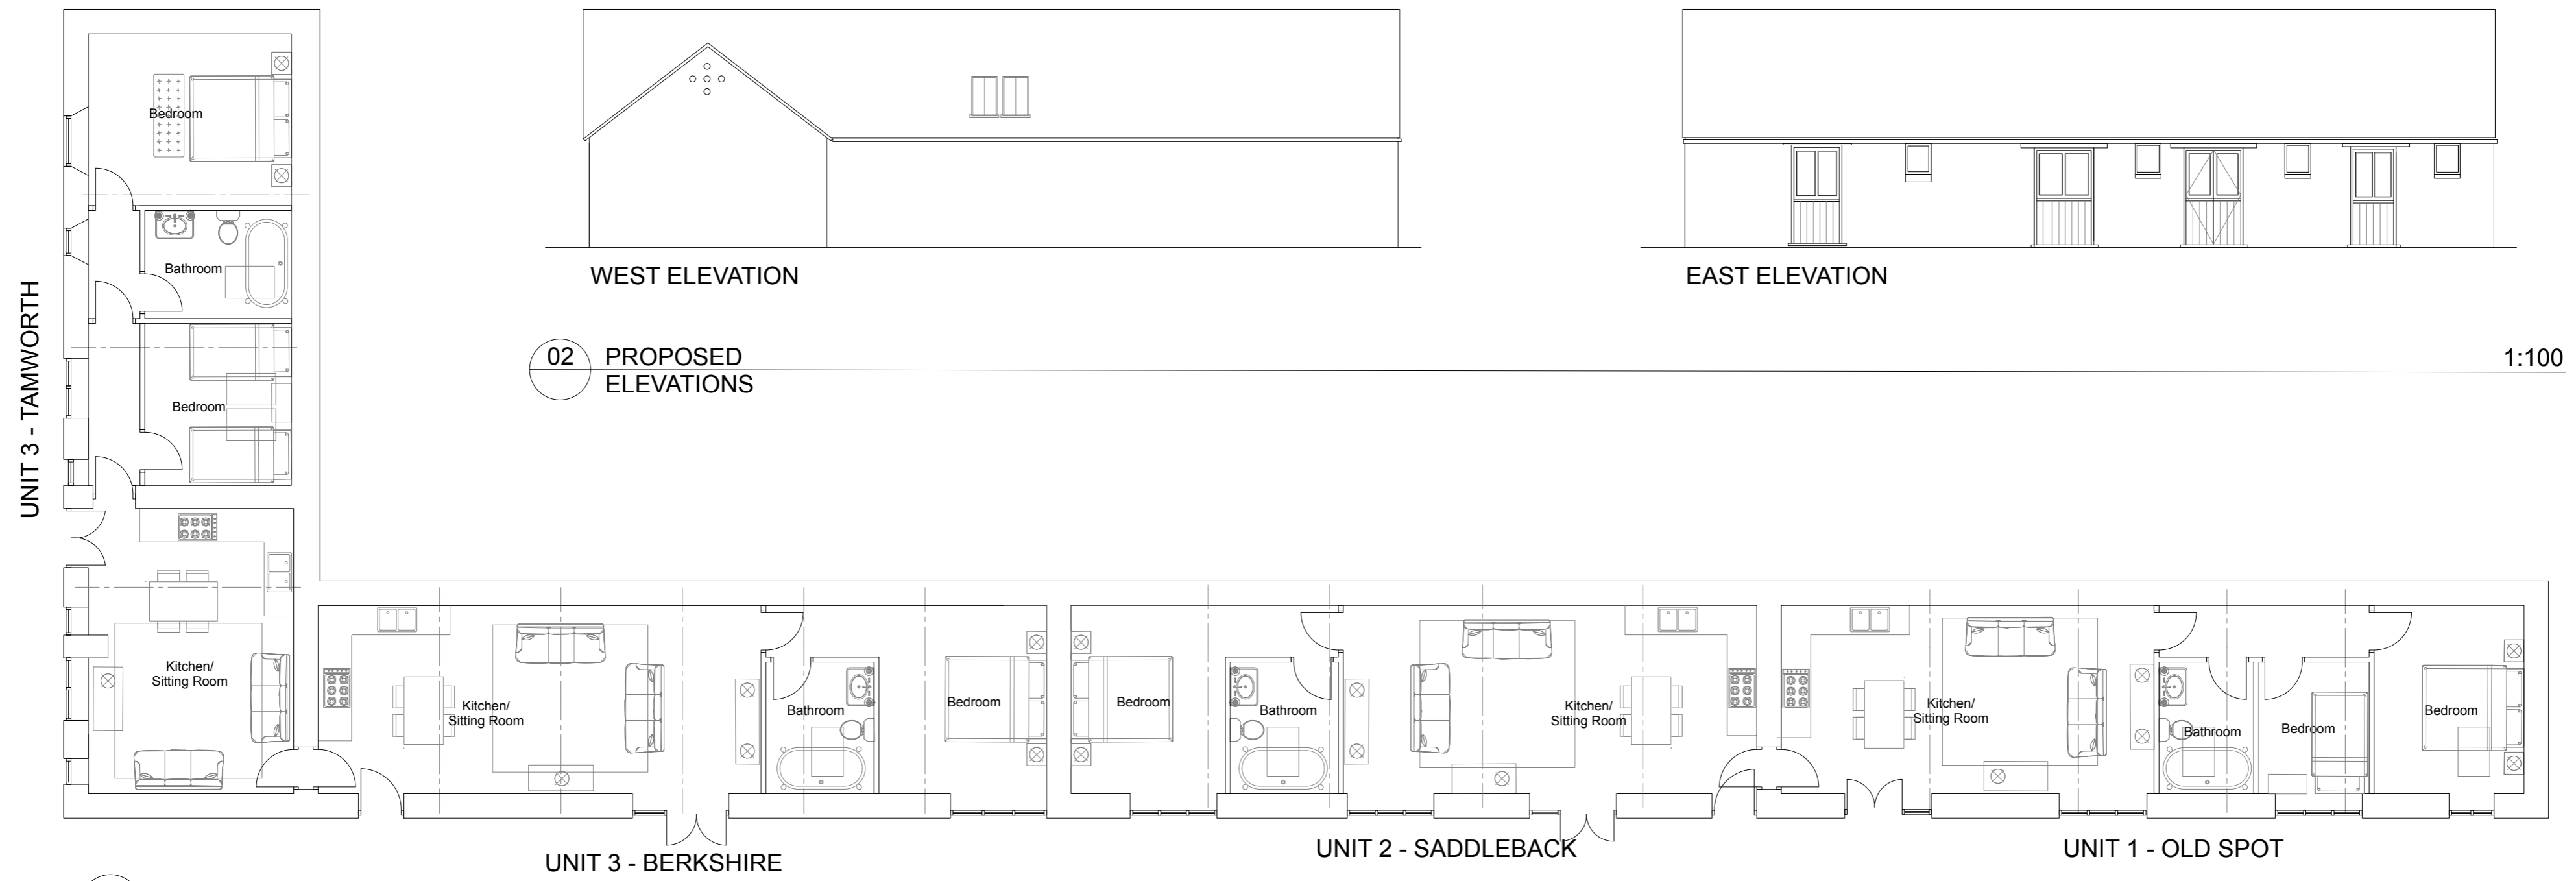 WEST ELEVATION
EAST ELEVATION
02
PROPOSED
ELEVATIONS
1:100
UNIT 3 - TAMWORTH
Bedroom
Bathroom
Bedroom
Kitchen/
Sitting Room
Kitchen/
Sitting Room
Bathroom
Bedroom
Bedroom
Bathroom
Kitchen/
Sitting Room
Kitchen/
Sitting Room
Bathroom
Bedroom
Bedroom
UNIT 3 - BERKSHIRE
UNIT 2 - SADDLEBACK
UNIT 1 - OLD SPOT